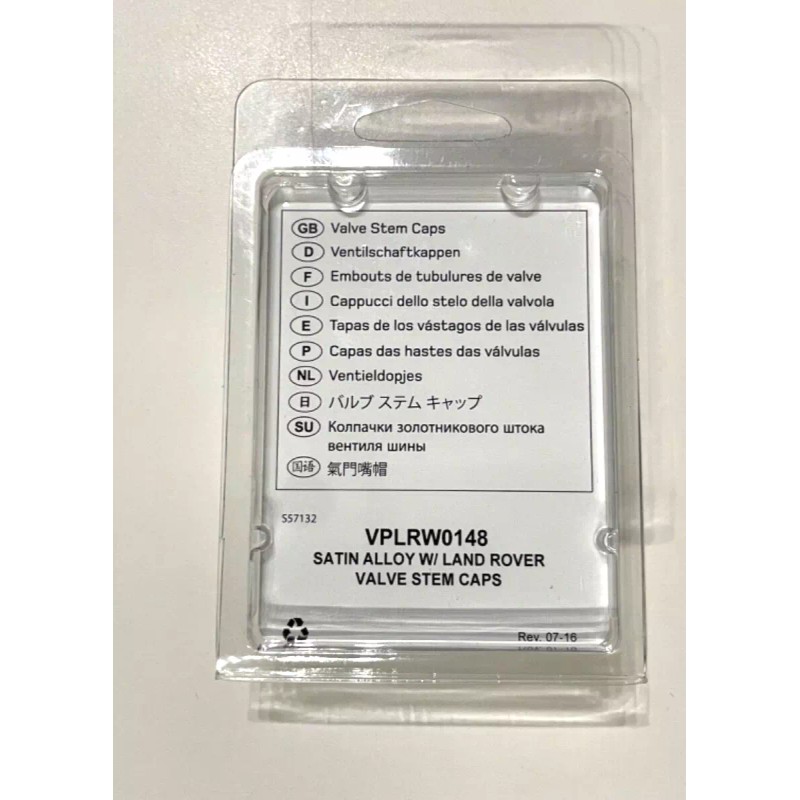 GB Valve Stem Caps
D Ventilschaftkappen
F Embouts de tubulures de valve
I Cappucci dello stelo della valvola
E Tapas de los vástagos de las válvulas
P Capas das hastes das válvulas
NL Ventieldopjes
日 バルブ ステム キャップ
SU Колпачки золотникового штока
вентиля шины
国语 氣門嘴帽
S57132
VPLRW0148
SATIN ALLOY W/ LAND ROVER
VALVE STEM CAPS
Rev. 07-16